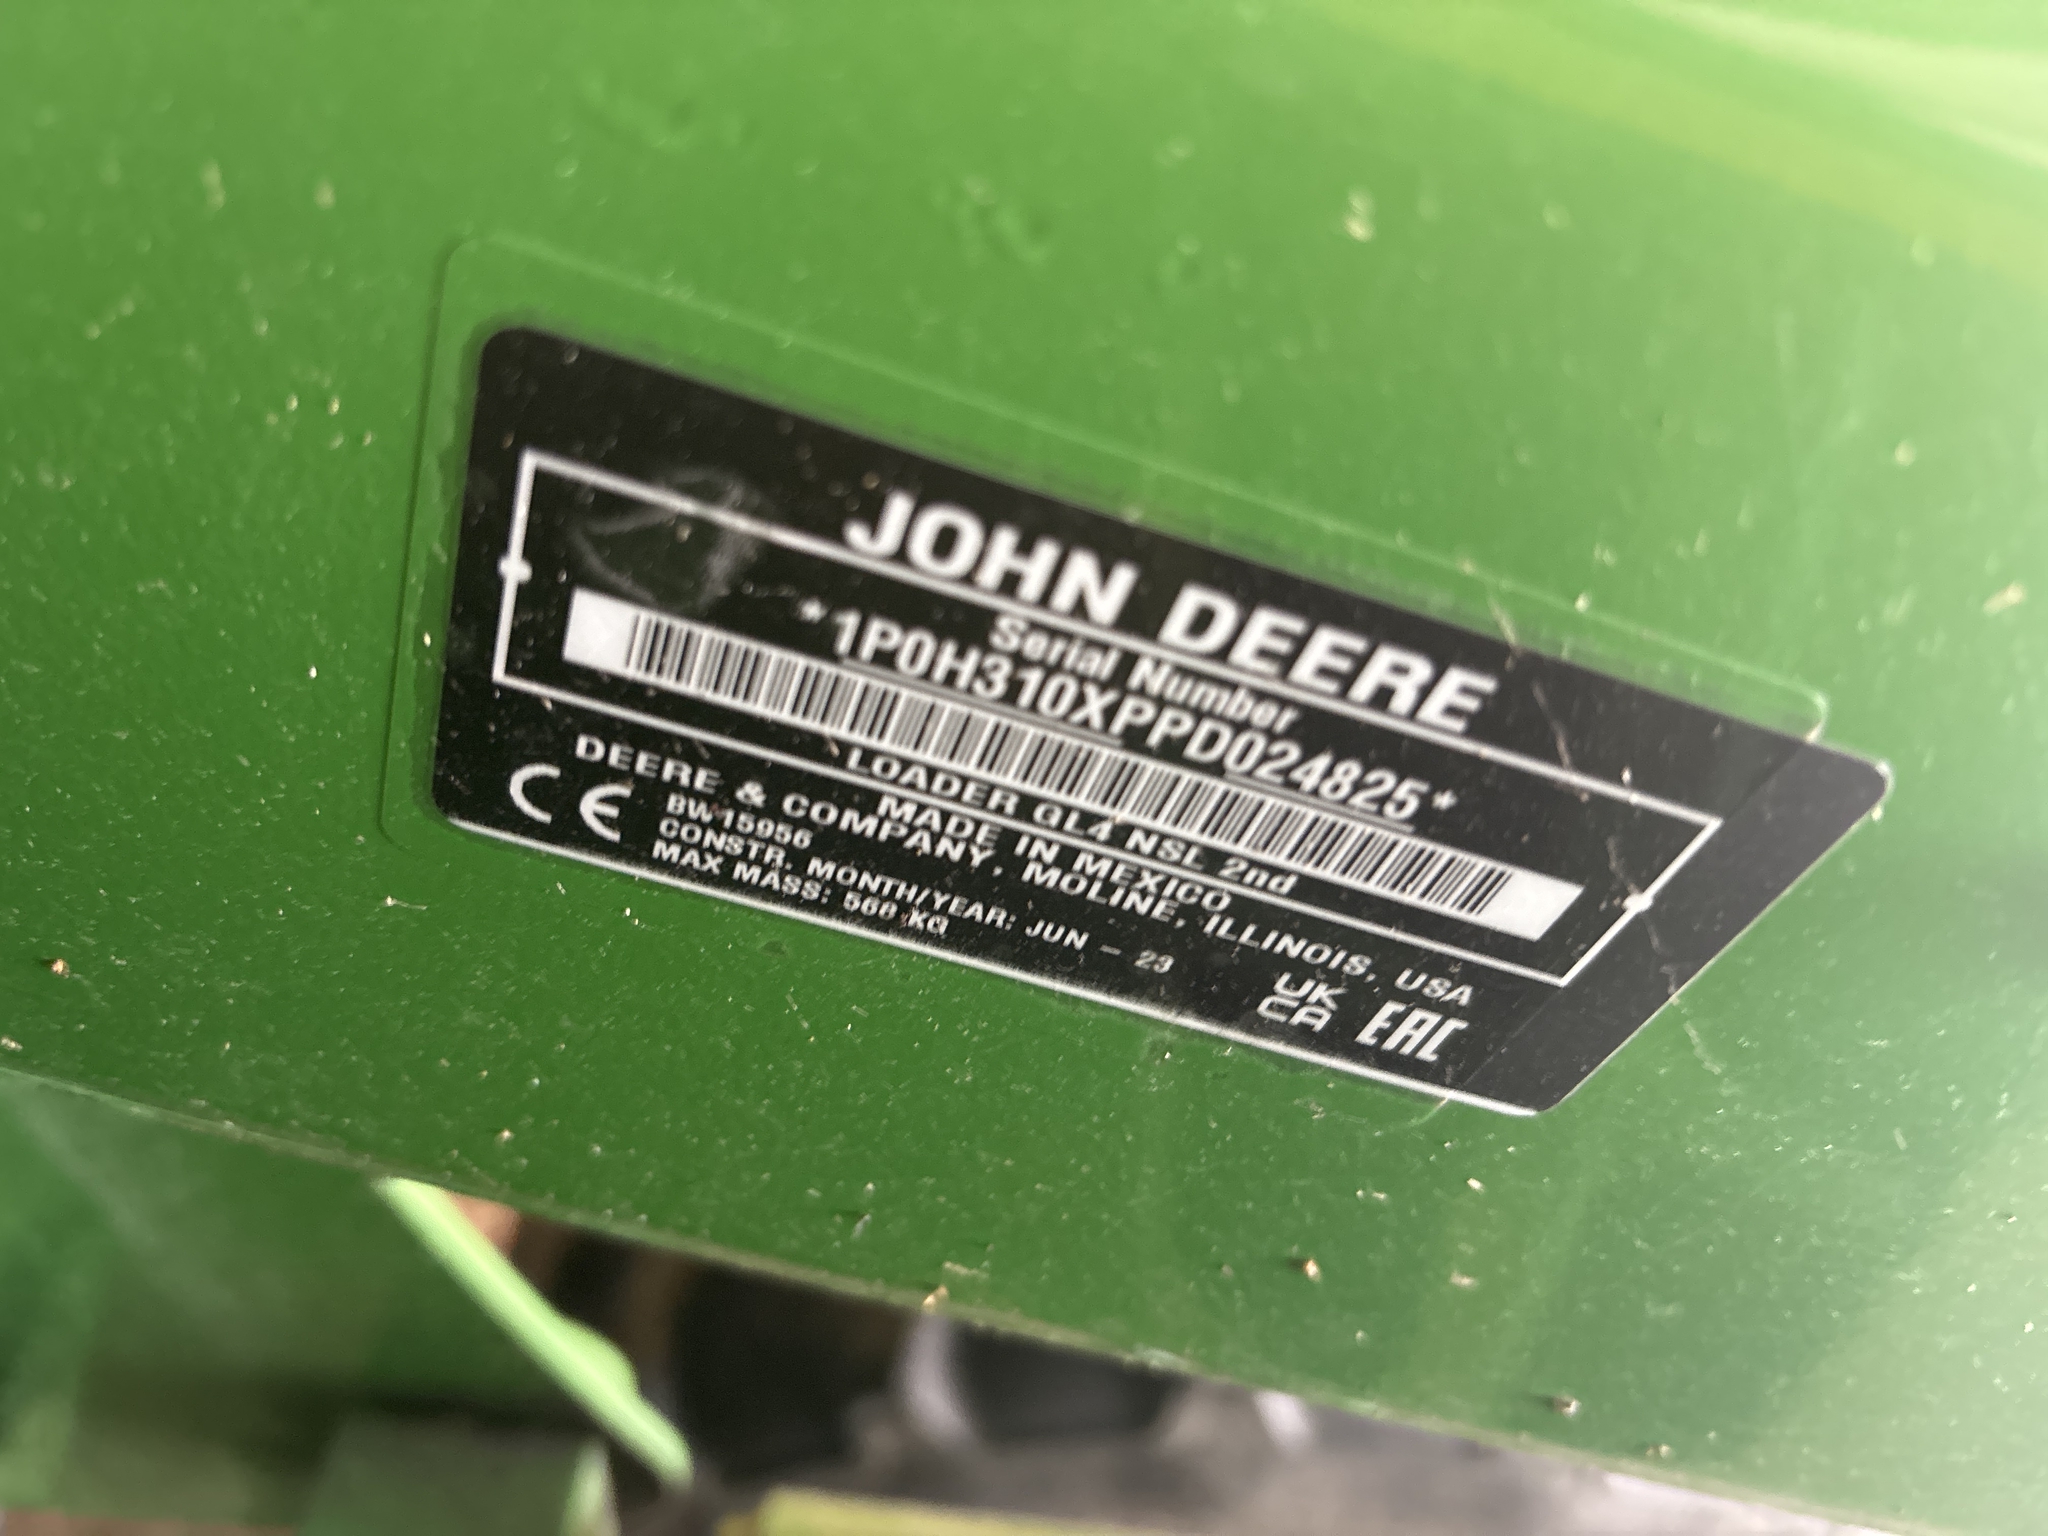 JOHN DEERE
Serial Number
*1P0H310XPPD024825*
LOADER GL4 NSL 2nd
MADE IN MEXICO
DEERE & COMPANY, MOLINE, ILLINOIS, USA
CE
BW15956
CONSTR. MONTH/YEAR: JUN - 23
MAX MASS: 568 KG
UK
CA
EAC